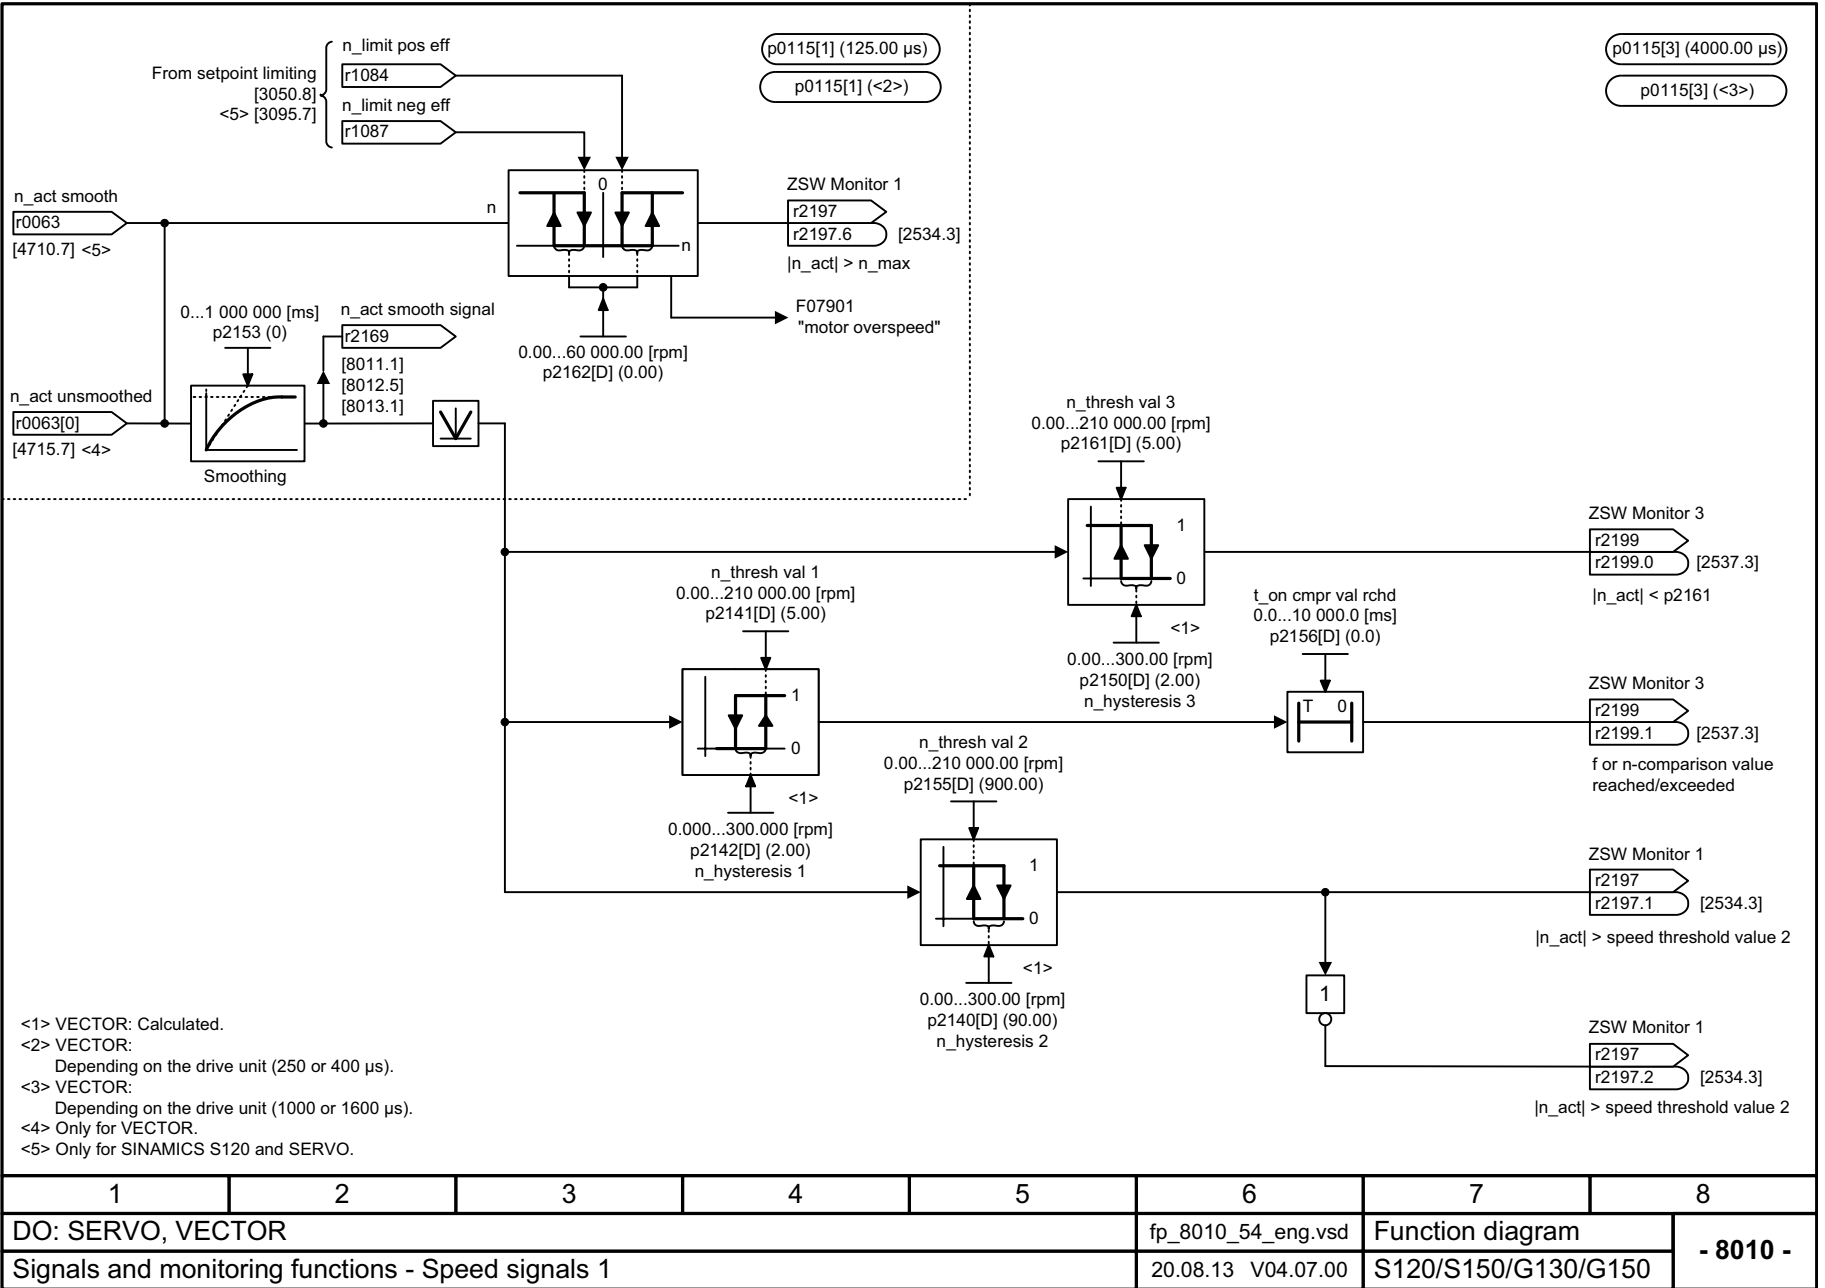 n_limit pos eff
From setpoint limiting
[3050.8]
<5> [3095.7]
r1084
n_limit neg eff
r1087
p0115[1] (125.00 µs)
p0115[1] (<2>)
p0115[3] (4000.00 µs)
p0115[3] (<3>)
n_act smooth
r0063
[4710.7] <5>
n
0
n
ZSW Monitor 1
r2197
r2197.6
[2534.3]
|n_act| > n_max
F07901
"motor overspeed"
0.00...60 000.00 [rpm]
p2162[D] (0.00)
0...1 000 000 [ms]
p2153 (0)
n_act smooth signal
r2169
[8011.1]
[8012.5]
[8013.1]
n_act unsmoothed
r0063[0]
[4715.7] <4>
Smoothing
n_thresh val 3
0.00...210 000.00 [rpm]
p2161[D] (5.00)
1
0
<1>
0.00...300.00 [rpm]
p2150[D] (2.00)
n_hysteresis 3
ZSW Monitor 3
r2199
r2199.0
[2537.3]
|n_act| < p2161
n_thresh val 1
0.00...210 000.00 [rpm]
p2141[D] (5.00)
1
0
<1>
0.000...300.000 [rpm]
p2142[D] (2.00)
n_hysteresis 1
t_on cmpr val rchd
0.0...10 000.0 [ms]
p2156[D] (0.0)
T 0
ZSW Monitor 3
r2199
r2199.1
[2537.3]
f or n-comparison value
reached/exceeded
n_thresh val 2
0.00...210 000.00 [rpm]
p2155[D] (900.00)
1
0
<1>
0.00...300.00 [rpm]
p2140[D] (90.00)
n_hysteresis 2
ZSW Monitor 1
r2197
r2197.1
[2534.3]
|n_act| > speed threshold value 2
1
ZSW Monitor 1
r2197
r2197.2
[2534.3]
|n_act| > speed threshold value 2
<1> VECTOR: Calculated.
<2> VECTOR:
Depending on the drive unit (250 or 400 µs).
<3> VECTOR:
Depending on the drive unit (1000 or 1600 µs).
<4> Only for VECTOR.
<5> Only for SINAMICS S120 and SERVO.
1 2 3 4 5 6 7 8
DO: SERVO, VECTOR
fp_8010_54_eng.vsd
Function diagram
- 8010 -
Signals and monitoring functions - Speed signals 1
20.08.13 V04.07.00
S120/S150/G130/G150